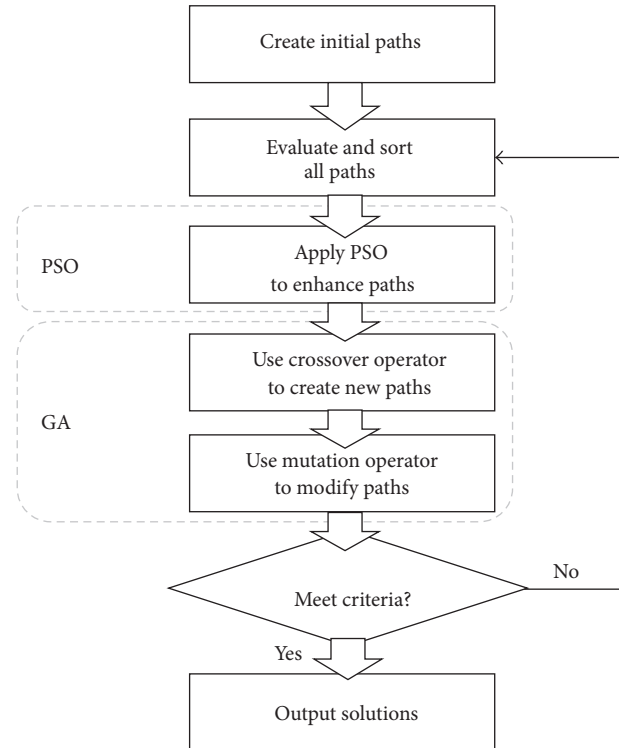 Create initial paths
Evaluate and sort
all paths
PSO
Apply PSO
to enhance paths
GA
Use crossover operator
to create new paths
Use mutation operator
to modify paths
Meet criteria?
No
Yes
Output solutions